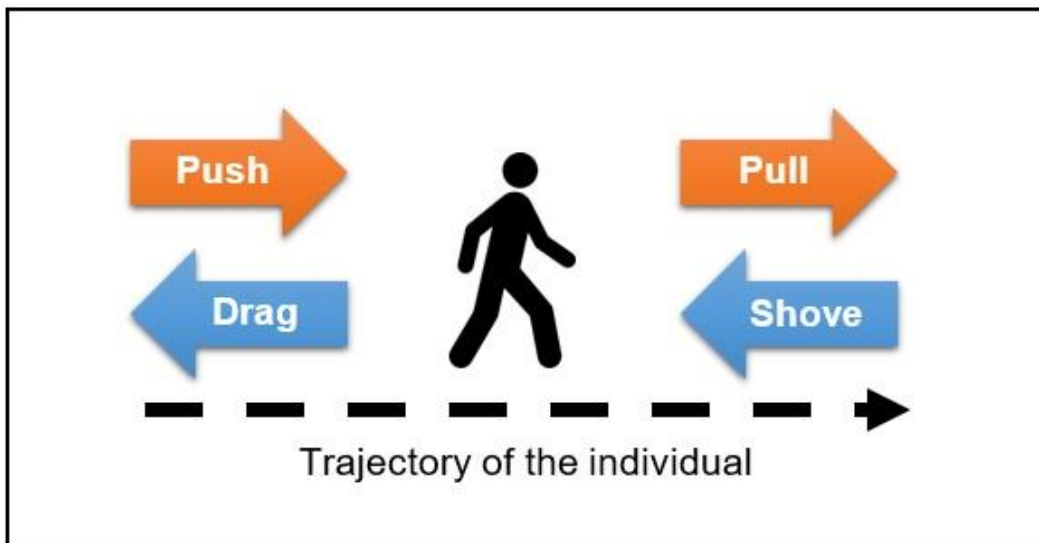 Push
Pull
Drag
Shove
Trajectory of the individual